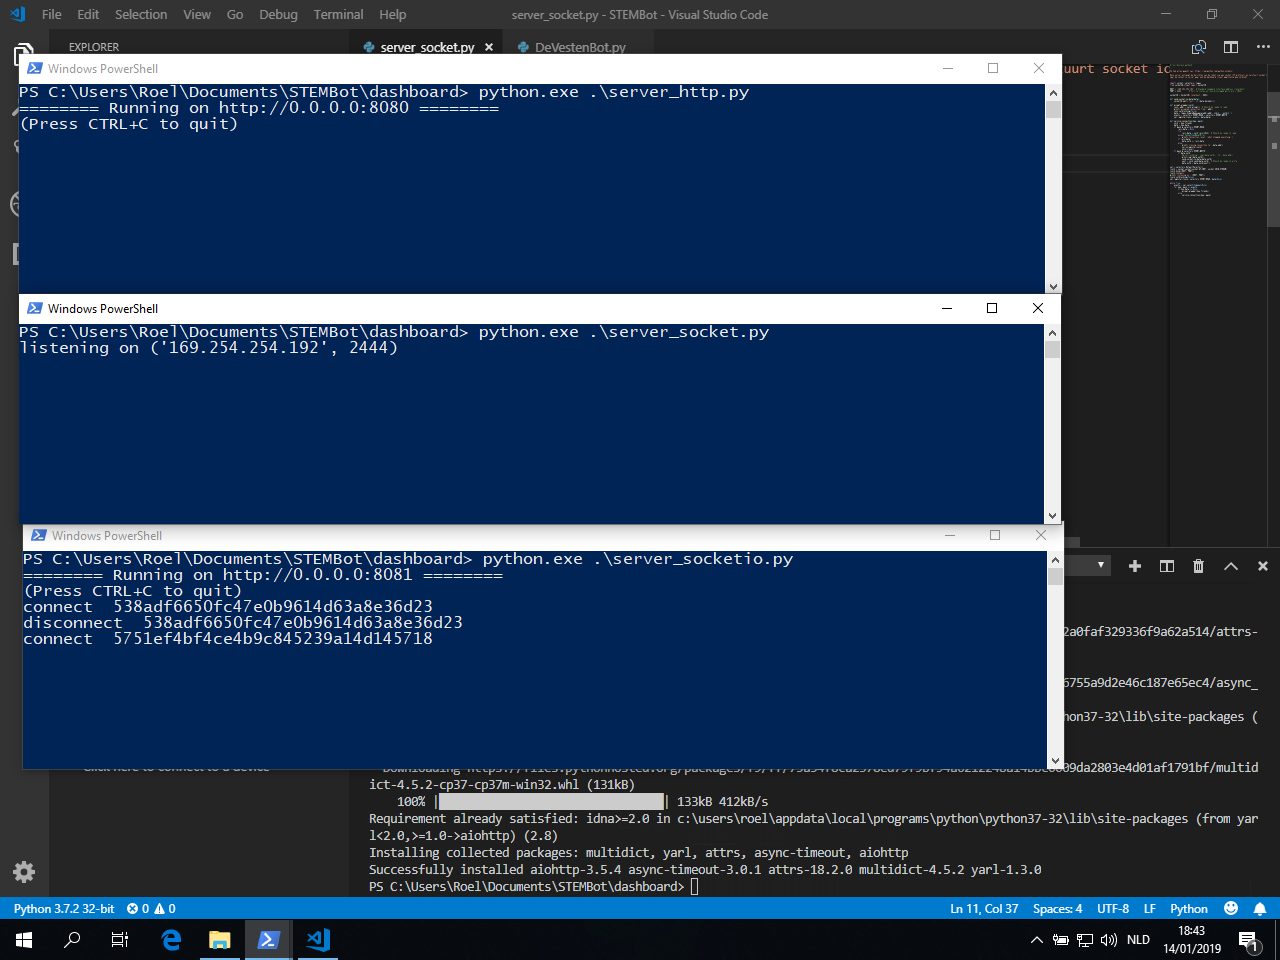 File Edit Selection View Go Debug Terminal Help
server_socket.py - STEMBot - Visual Studio Code
EXPLORER
server_socket.py
DeVestenBot.py
uurt socket
Windows PowerShell
PS C:\Users\Roel\Documents\STEMBot\dashboard> python.exe .\server_http.py
======== Running on http://0.0.0.0:8080 ========
(Press CTRL+C to quit)
Windows PowerShell
PS C:\Users\Roel\Documents\STEMBot\dashboard> python.exe .\server_socket.py
listening on ('169.254.254.192', 2444)
Windows PowerShell
PS C:\Users\Roel\Documents\STEMBot\dashboard> python.exe .\server_socketio.py
======== Running on http://0.0.0.0:8081 ========
(Press CTRL+C to quit)
connect  538adf6650fc47e0b9614d63a8e36d23
disconnect  538adf6650fc47e0b9614d63a8e36d23
connect  5751ef4bf4ce4b9c845239a14d145718
2a0faf329336f9a62a514/attrs-
6755a9d2e46c187e65ec4/async_
hon37-32\lib\site-packages (
ict-4.5.2-cp37-cp37m-win32.whl (131kB)
100% | | 133kB 412kB/s
Requirement already satisfied: idna>=2.0 in c:\users\roel\appdata\local\programs\python\python37-32\lib\site-packages (from yar
l<2.0,>=1.0->aiohttp) (2.8)
Installing collected packages: multidict, yarl, attrs, async-timeout, aiohttp
Successfully installed aiohttp-3.5.4 async-timeout-3.0.1 attrs-18.2.0 multidict-4.5.2 yarl-1.3.0
PS C:\Users\Roel\Documents\STEMBot\dashboard>
Python 3.7.2 32-bit 0 0
Ln 11, Col 37 Spaces: 4 UTF-8 LF Python
NLD
18:43
14/01/2019
1